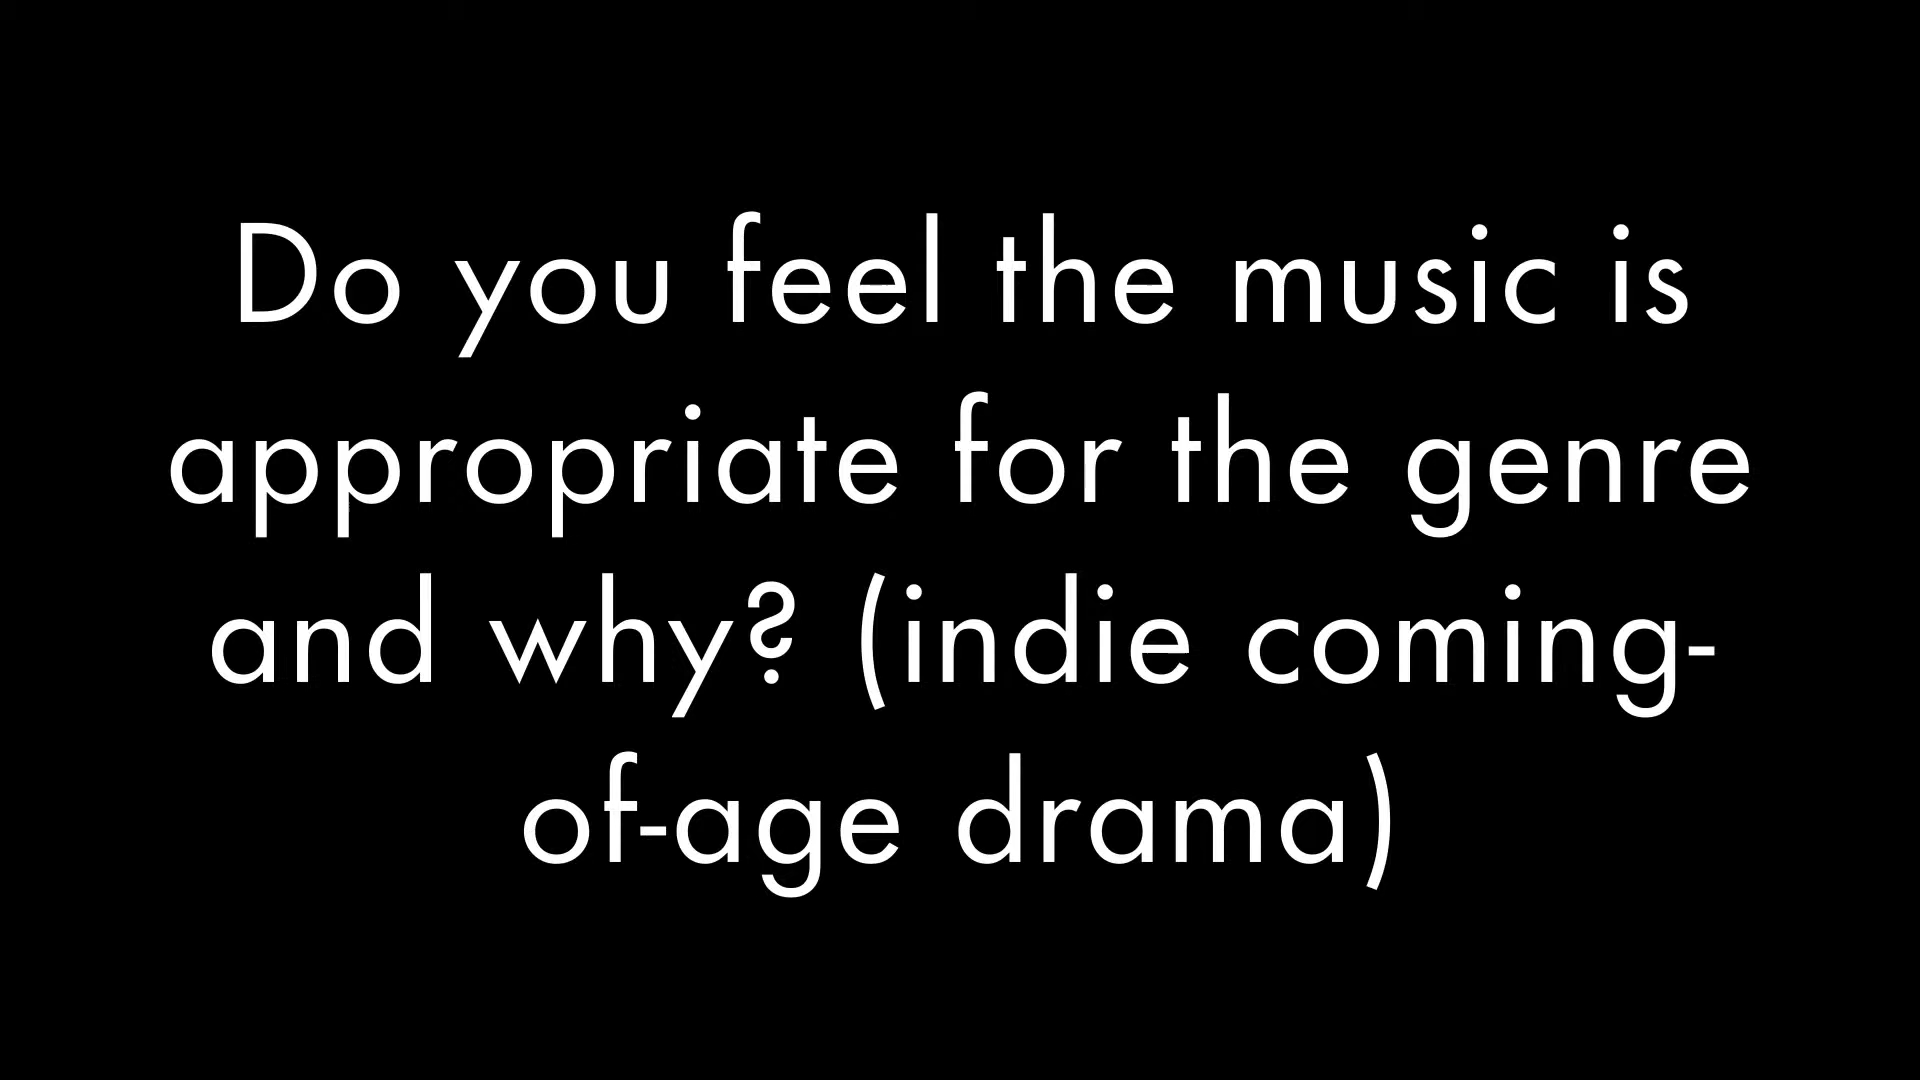 Do you feel the music is
appropriate for the genre
and why? (indie coming-
of-age drama)